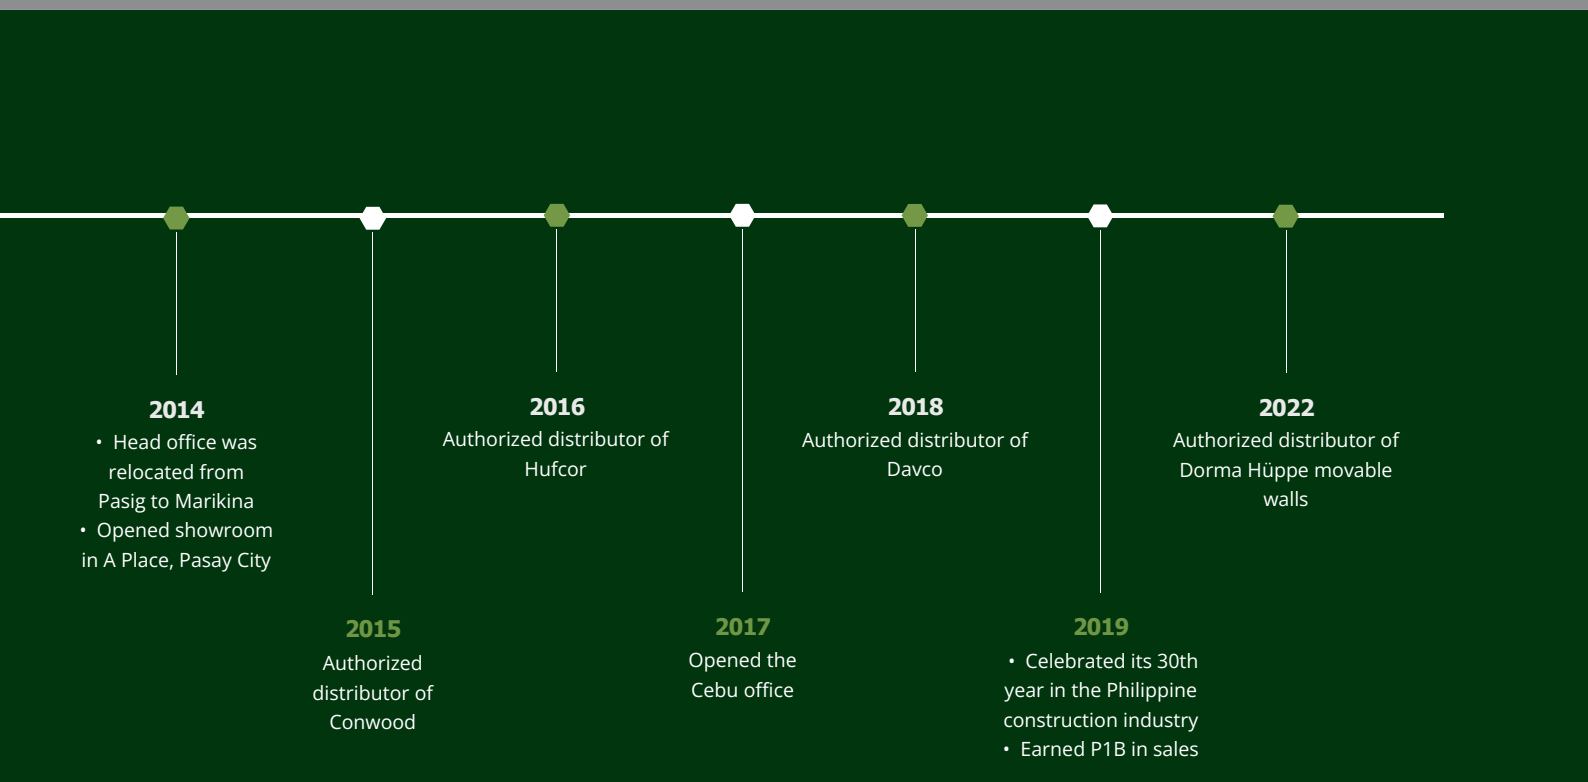 2014
• Head office was
relocated from
Pasig to Marikina
• Opened showroom
in A Place, Pasay City
2015
Authorized
distributor of
Conwood
2016
Authorized distributor of
Hufcor
2017
Opened the
Cebu office
2018
Authorized distributor of
Davco
2019
• Celebrated its 30th
year in the Philippine
construction industry
• Earned P1B in sales
2022
Authorized distributor of
Dorma Hüppe movable
walls